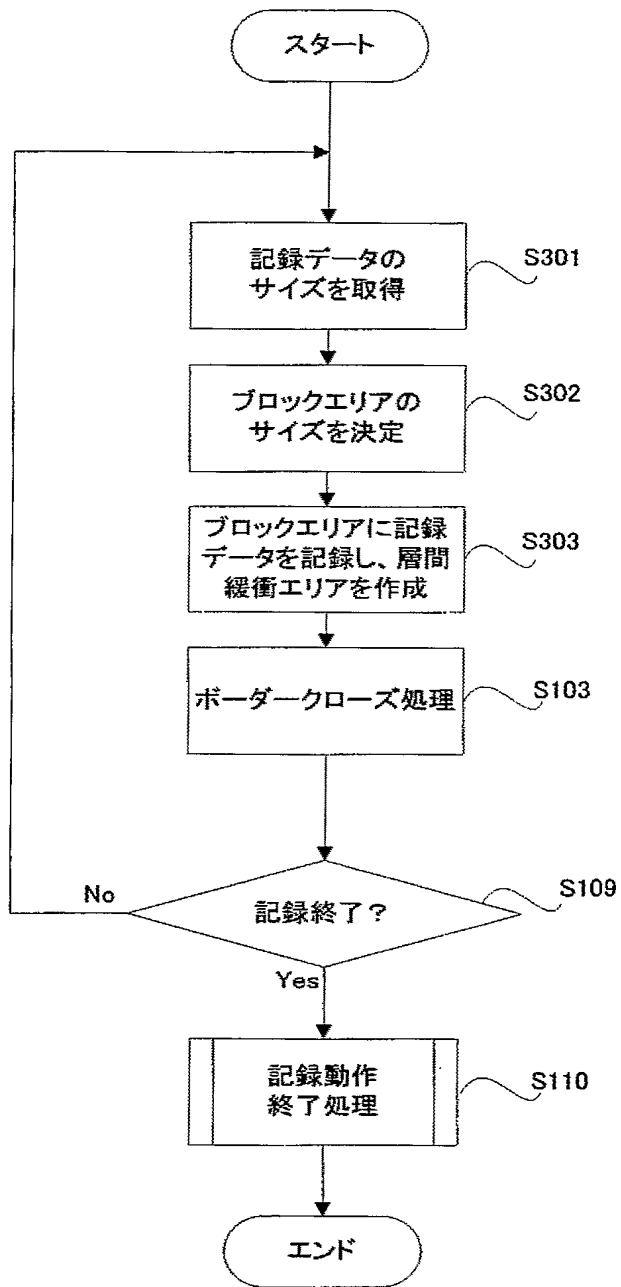 スタート
記録データの
サイズを取得
S301
ブロックエリアの
サイズを決定
S302
ブロックエリアに記録
データを記録し、層間
緩衝エリアを作成
S303
ボーダークローズ処理
S103
記録終了?
S109
No
Yes
記録動作
終了処理
S110
エンド